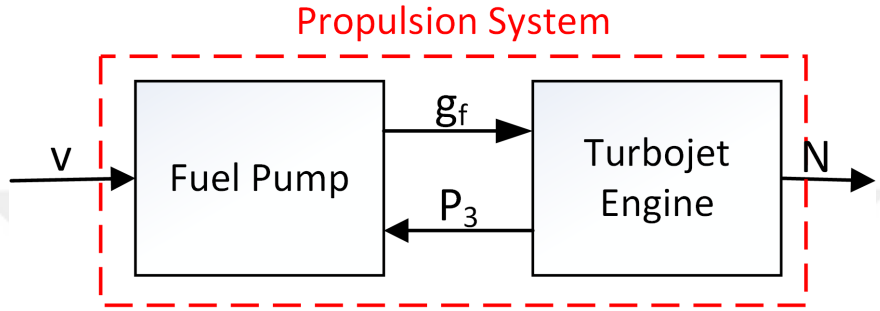 Propulsion System
v
Fuel Pump
gf
P3
Turbojet
Engine
N